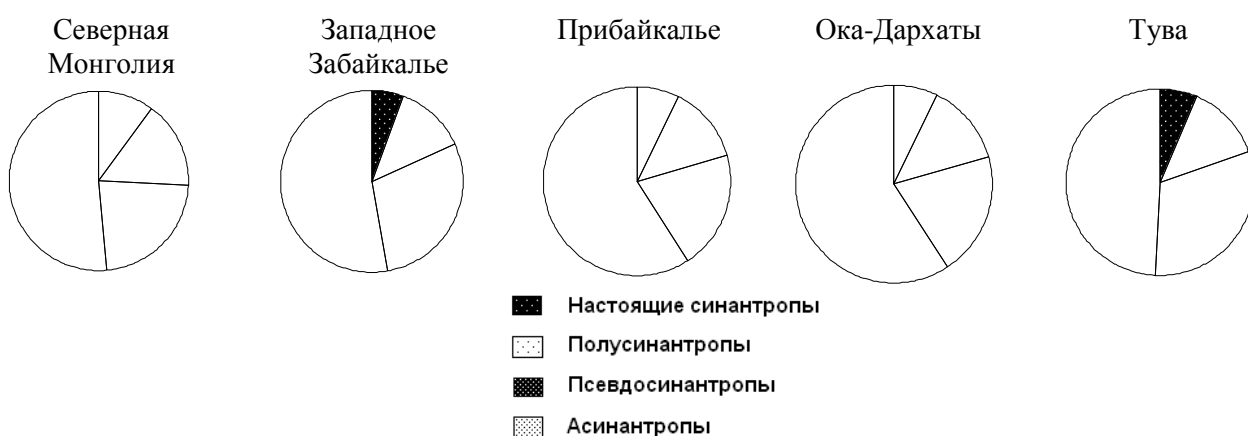 Северная
Монголия
Западное
Забайкалье
Прибайкалье
Ока-Дархаты
Тува
Настоящие синантропы
Полусинантропы
Псевдосинантропы
Асинантропы